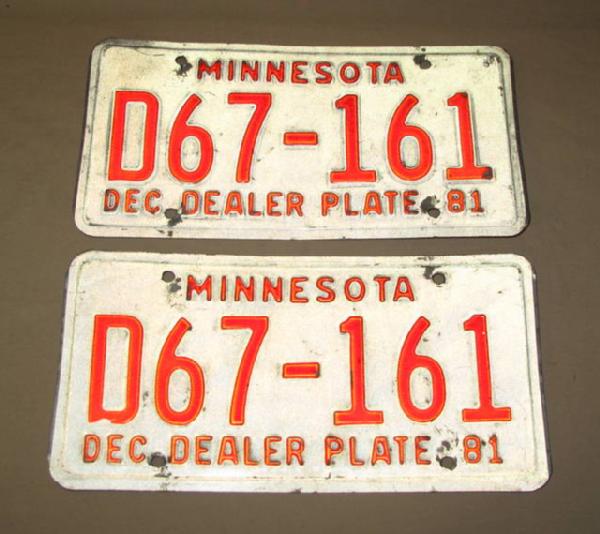 MINNESOTA
D67-161
DEC DEALER PLATE 81
MINNESOTA
D67-161
DEC DEALER PLATE 81